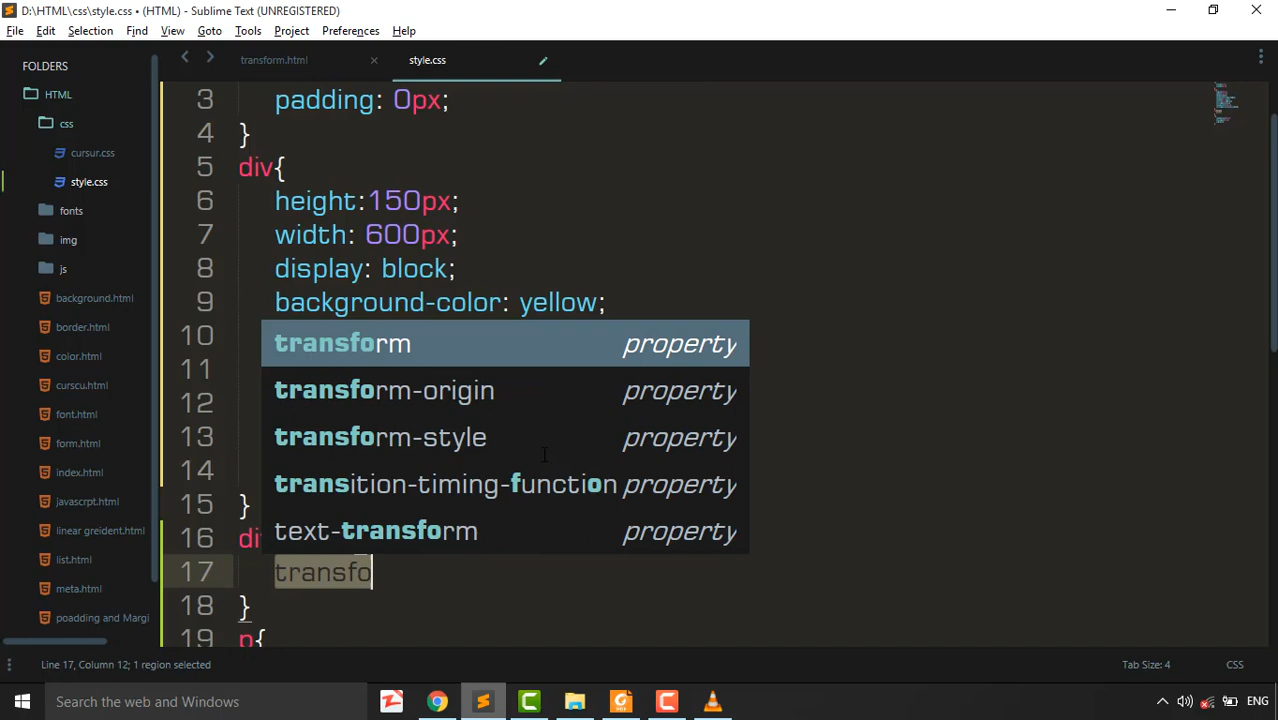 D:\HTML\css\style.css • (HTML) - Sublime Text (UNREGISTERED)
File Edit Selection Find View Goto Tools Project Preferences Help
FOLDERS
HTML
css
cursur.css
style.css
fonts
img
js
background.html
border.html
color.html
curscu.html
font.html
form.html
index.html
javascrpt.html
linear greident.html
list.html
meta.html
poadding and Margi
transform.html
style.css
3 padding: 0px;
4 }
5 div{
6 height:150px;
7 width: 600px;
8 display: block;
9 background-color: yellow;
10
11
12
13
14
15 }
16 di
17 transfo
18 }
19 p{
transform property
transform-origin property
transform-style property
transition-timing-function property
text-transform property
Line 17, Column 12; 1 region selected
Tab Size: 4
CSS
Search the web and Windows
ENG